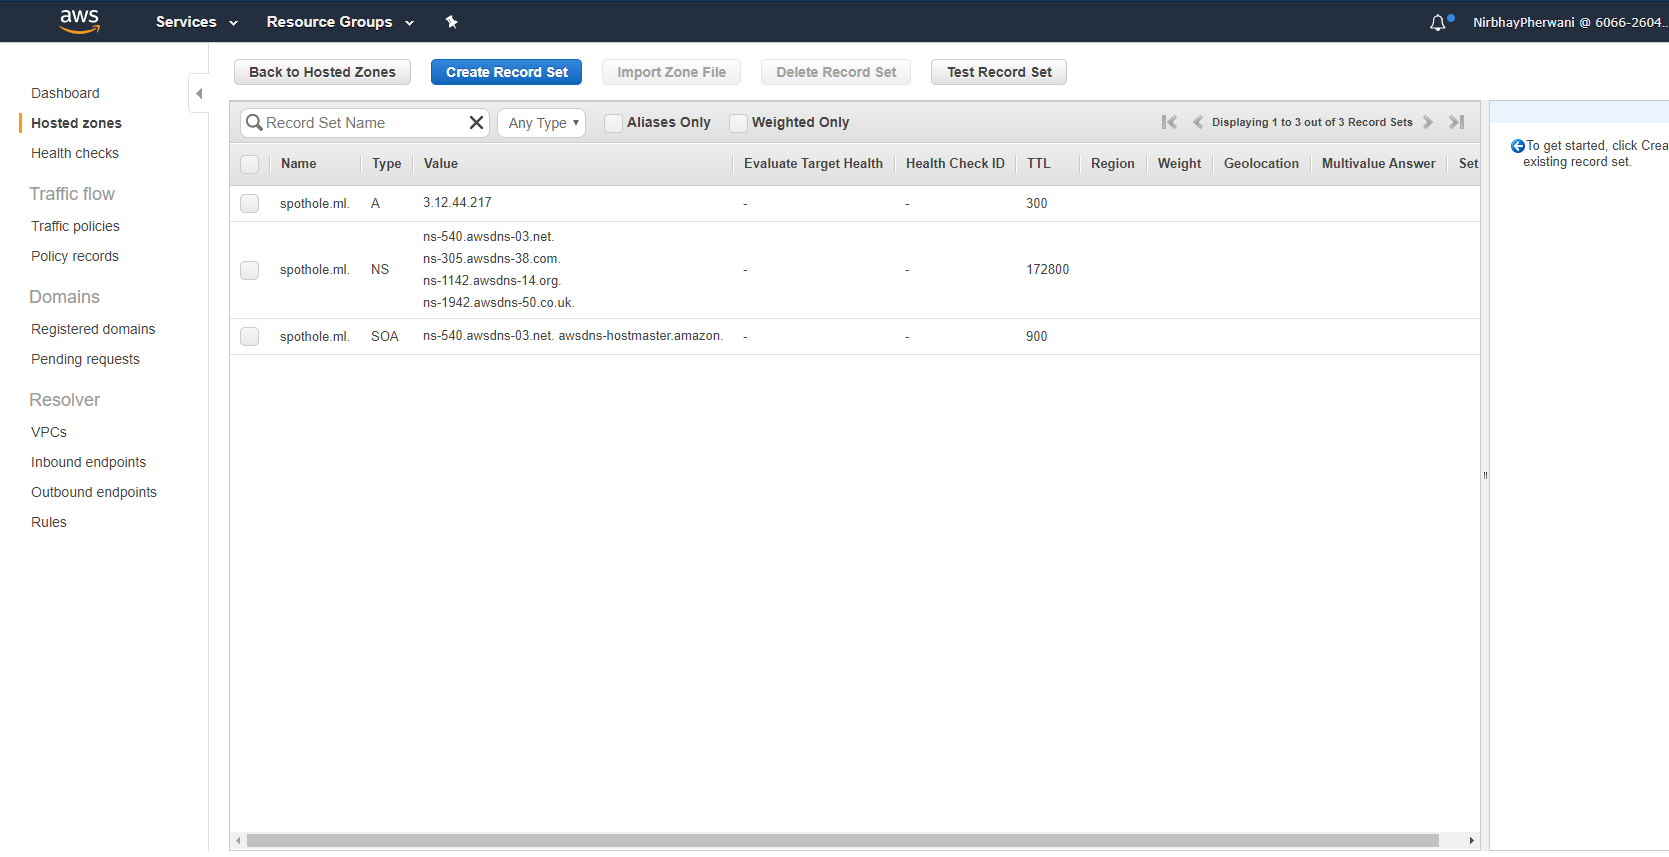 aws Services Resource Groups NirbhayPherwani @ 6066-2604..
Back to Hosted Zones Create Record Set Import Zone File Delete Record Set Test Record Set
Dashboard
Hosted zones
Health checks
Traffic flow
Traffic policies
Policy records
Domains
Registered domains
Pending requests
Resolver
VPCs
Inbound endpoints
Outbound endpoints
Rules
Record Set Name Any Type Aliases Only Weighted Only Displaying 1 to 3 out of 3 Record Sets
Name Type Value Evaluate Target Health Health Check ID TTL Region Weight Geolocation Multivalue Answer Set
spothole.ml. A 3.12.44.217 - - 300
spothole.ml. NS ns-540.awsdns-03.net. - - 172800
ns-305.awsdns-38.com.
ns-1142.awsdns-14.org.
ns-1942.awsdns-50.co.uk.
spothole.ml. SOA ns-540.awsdns-03.net. awsdns-hostmaster.amazon. - - 900
To get started, click Crea
existing record set.